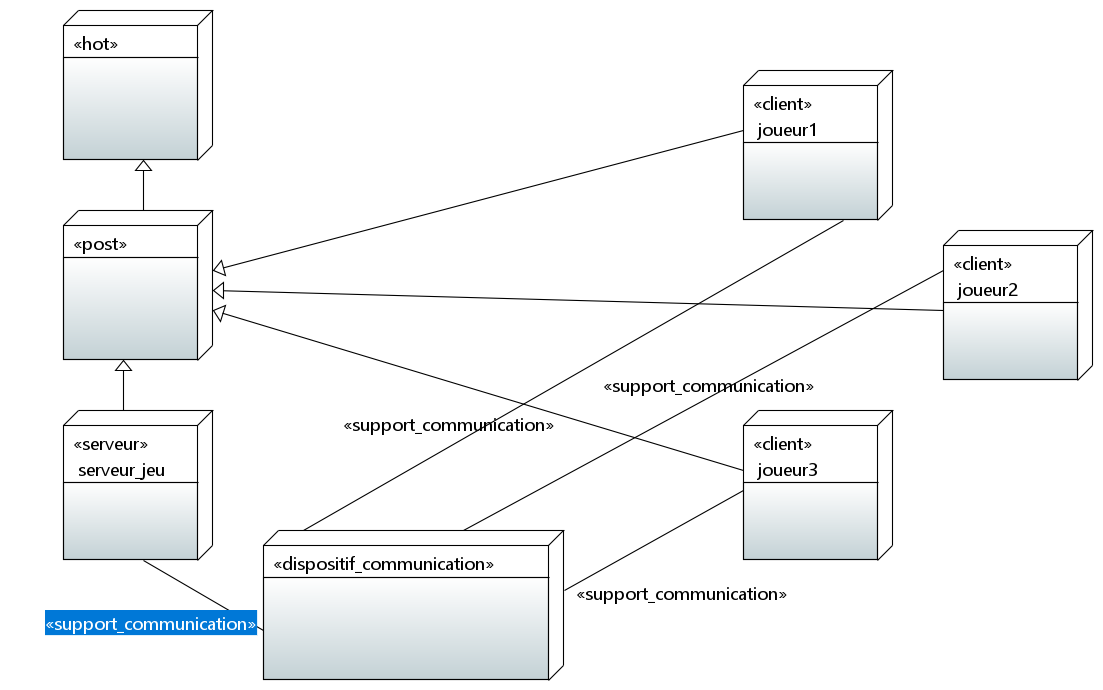 «hot»
«client»
joueur1
«post»
«client»
joueur2
«support_communication»
«support_communication»
«serveur»
serveur_jeu
«client»
joueur3
«dispositif_communication»
«support_communication»
«support_communication»